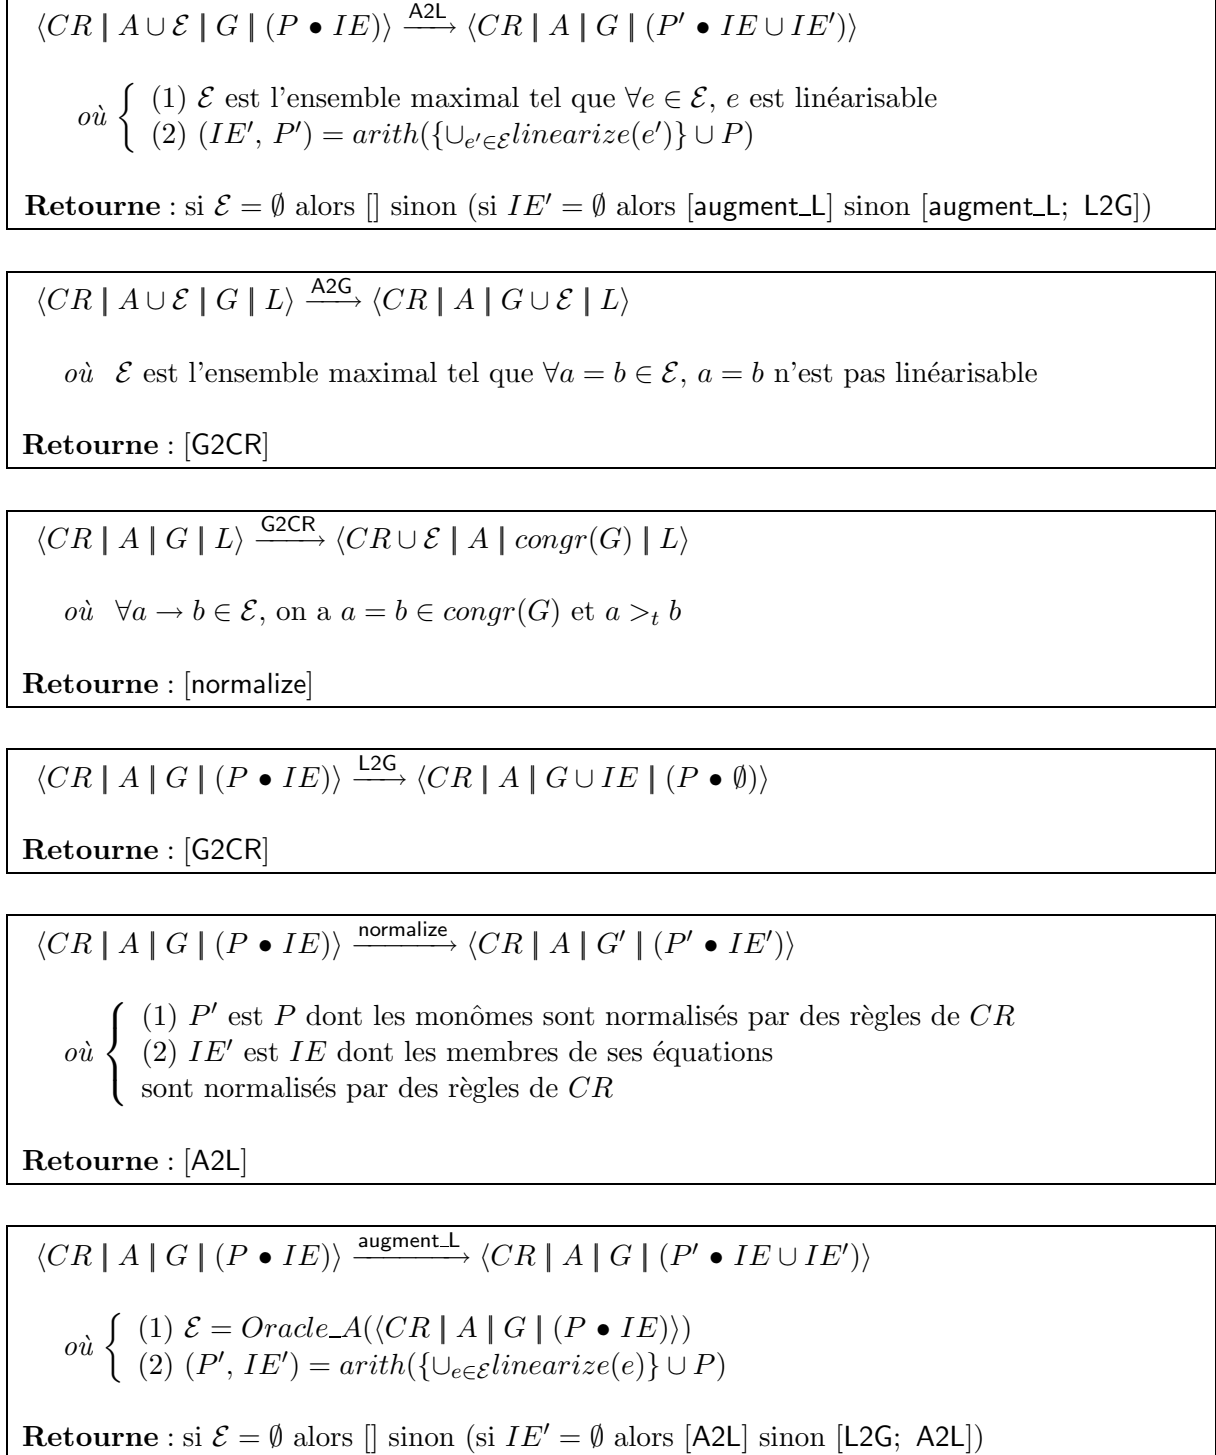 ⟨CR | A ∪ ℰ | G | (P • IE)⟩ —A2L→ ⟨CR | A | G | (P′ • IE ∪ IE′)⟩
où { (1) ℰ est l'ensemble maximal tel que ∀e ∈ ℰ, e est linéarisable
(2) (IE′, P′) = arith({∪e′∈ℰ linearize(e′)} ∪ P)
Retourne : si ℰ = ∅ alors [] sinon (si IE′ = ∅ alors [augment_L] sinon [augment_L; L2G])
⟨CR | A ∪ ℰ | G | L⟩ —A2G→ ⟨CR | A | G ∪ ℰ | L⟩
où ℰ est l'ensemble maximal tel que ∀a = b ∈ ℰ, a = b n'est pas linéarisable
Retourne : [G2CR]
⟨CR | A | G | L⟩ —G2CR→ ⟨CR ∪ ℰ | A | congr(G) | L⟩
où ∀a → b ∈ ℰ, on a a = b ∈ congr(G) et a >t b
Retourne : [normalize]
⟨CR | A | G | (P • IE)⟩ —L2G→ ⟨CR | A | G ∪ IE | (P • ∅)⟩
Retourne : [G2CR]
⟨CR | A | G | (P • IE)⟩ —normalize→ ⟨CR | A | G′ | (P′ • IE′)⟩
où { (1) P′ est P dont les monômes sont normalisés par des règles de CR
(2) IE′ est IE dont les membres de ses équations
sont normalisés par des règles de CR
Retourne : [A2L]
⟨CR | A | G | (P • IE)⟩ —augment_L→ ⟨CR | A | G | (P′ • IE ∪ IE′)⟩
où { (1) ℰ = Oracle_A(⟨CR | A | G | (P • IE)⟩)
(2) (P′, IE′) = arith({∪e∈ℰ linearize(e)} ∪ P)
Retourne : si ℰ = ∅ alors [] sinon (si IE′ = ∅ alors [A2L] sinon [L2G; A2L])